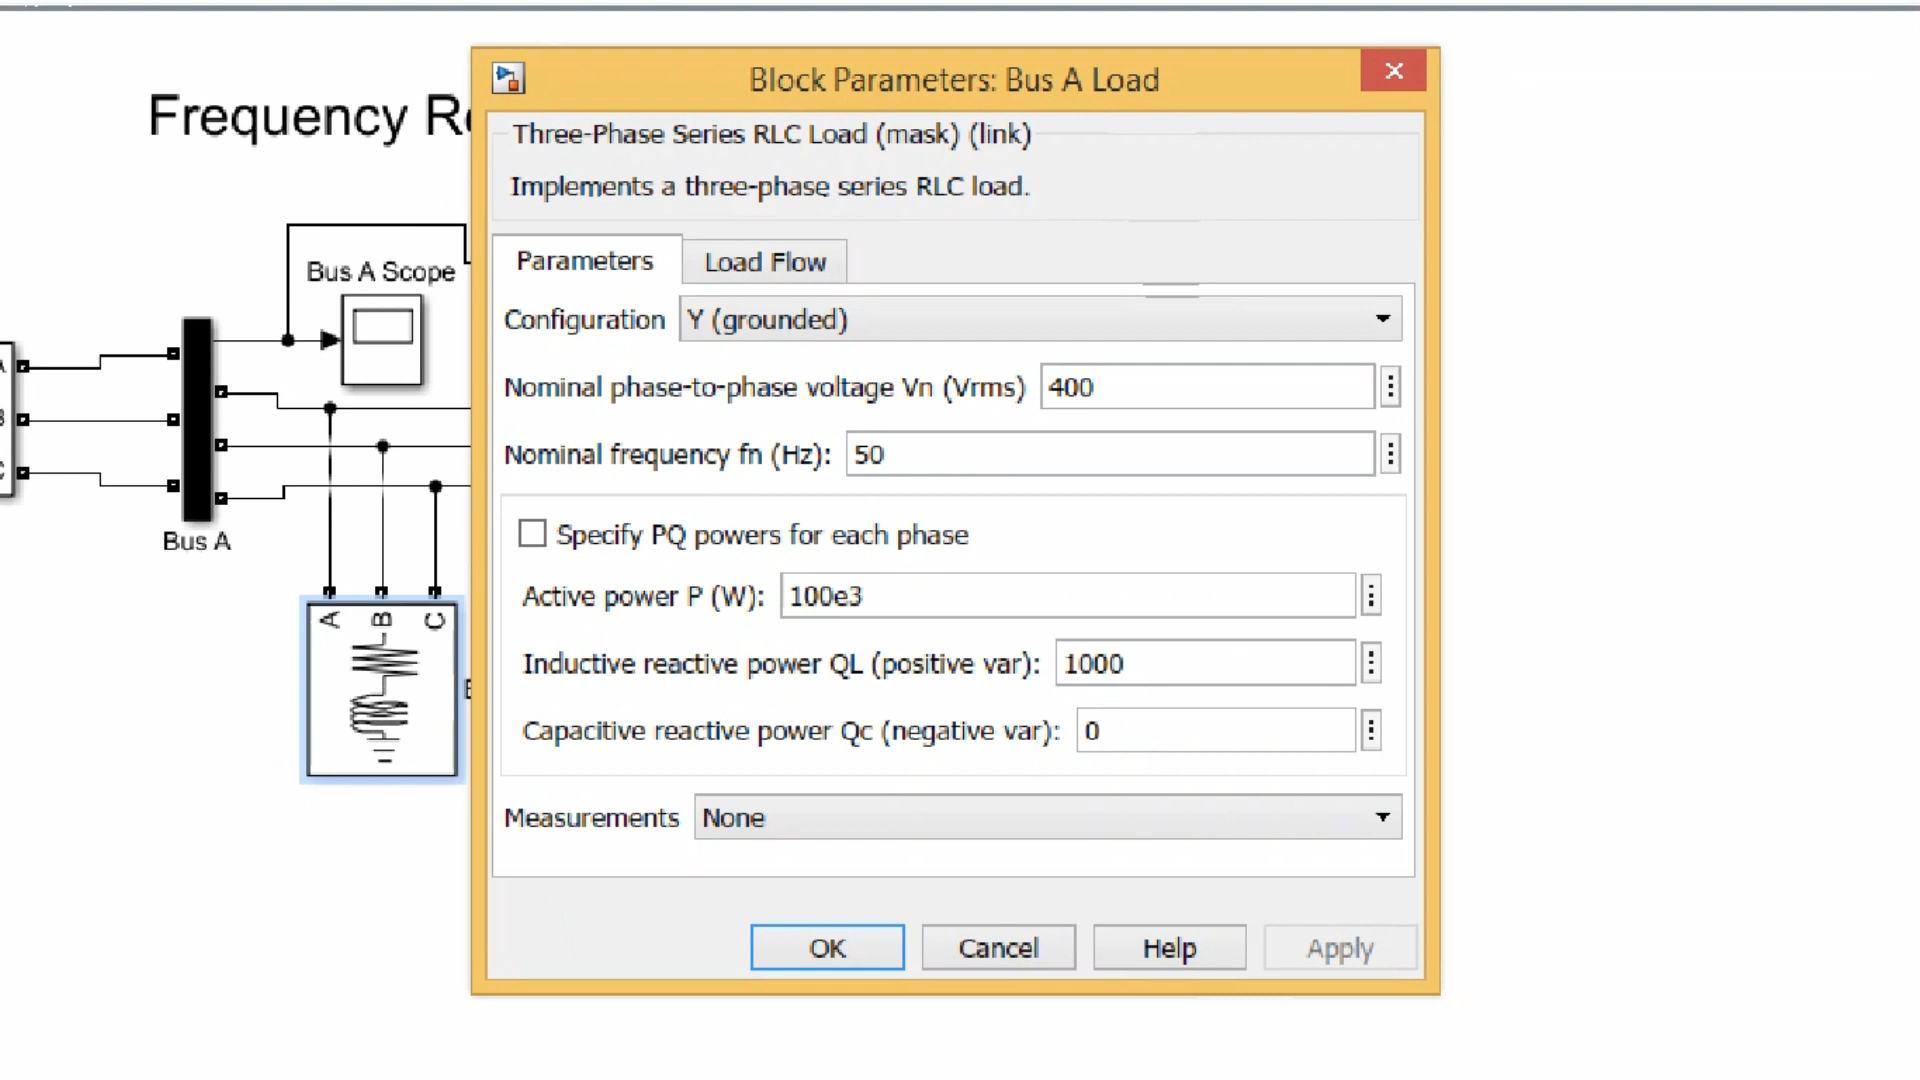 Block Parameters: Bus A Load
Frequency
Three-Phase Series RLC Load (mask) (link)
Implements a three-phase series RLC load.
Parameters
Load Flow
Configuration Y (grounded)
Nominal phase-to-phase voltage Vn (Vrms) 400
Nominal frequency fn (Hz): 50
Specify PQ powers for each phase
Active power P (W): 100e3
Inductive reactive power QL (positive var): 1000
Capacitive reactive power Qc (negative var): 0
Measurements None
OK
Cancel
Help
Apply
Bus A Scope
Bus A
A
B
C